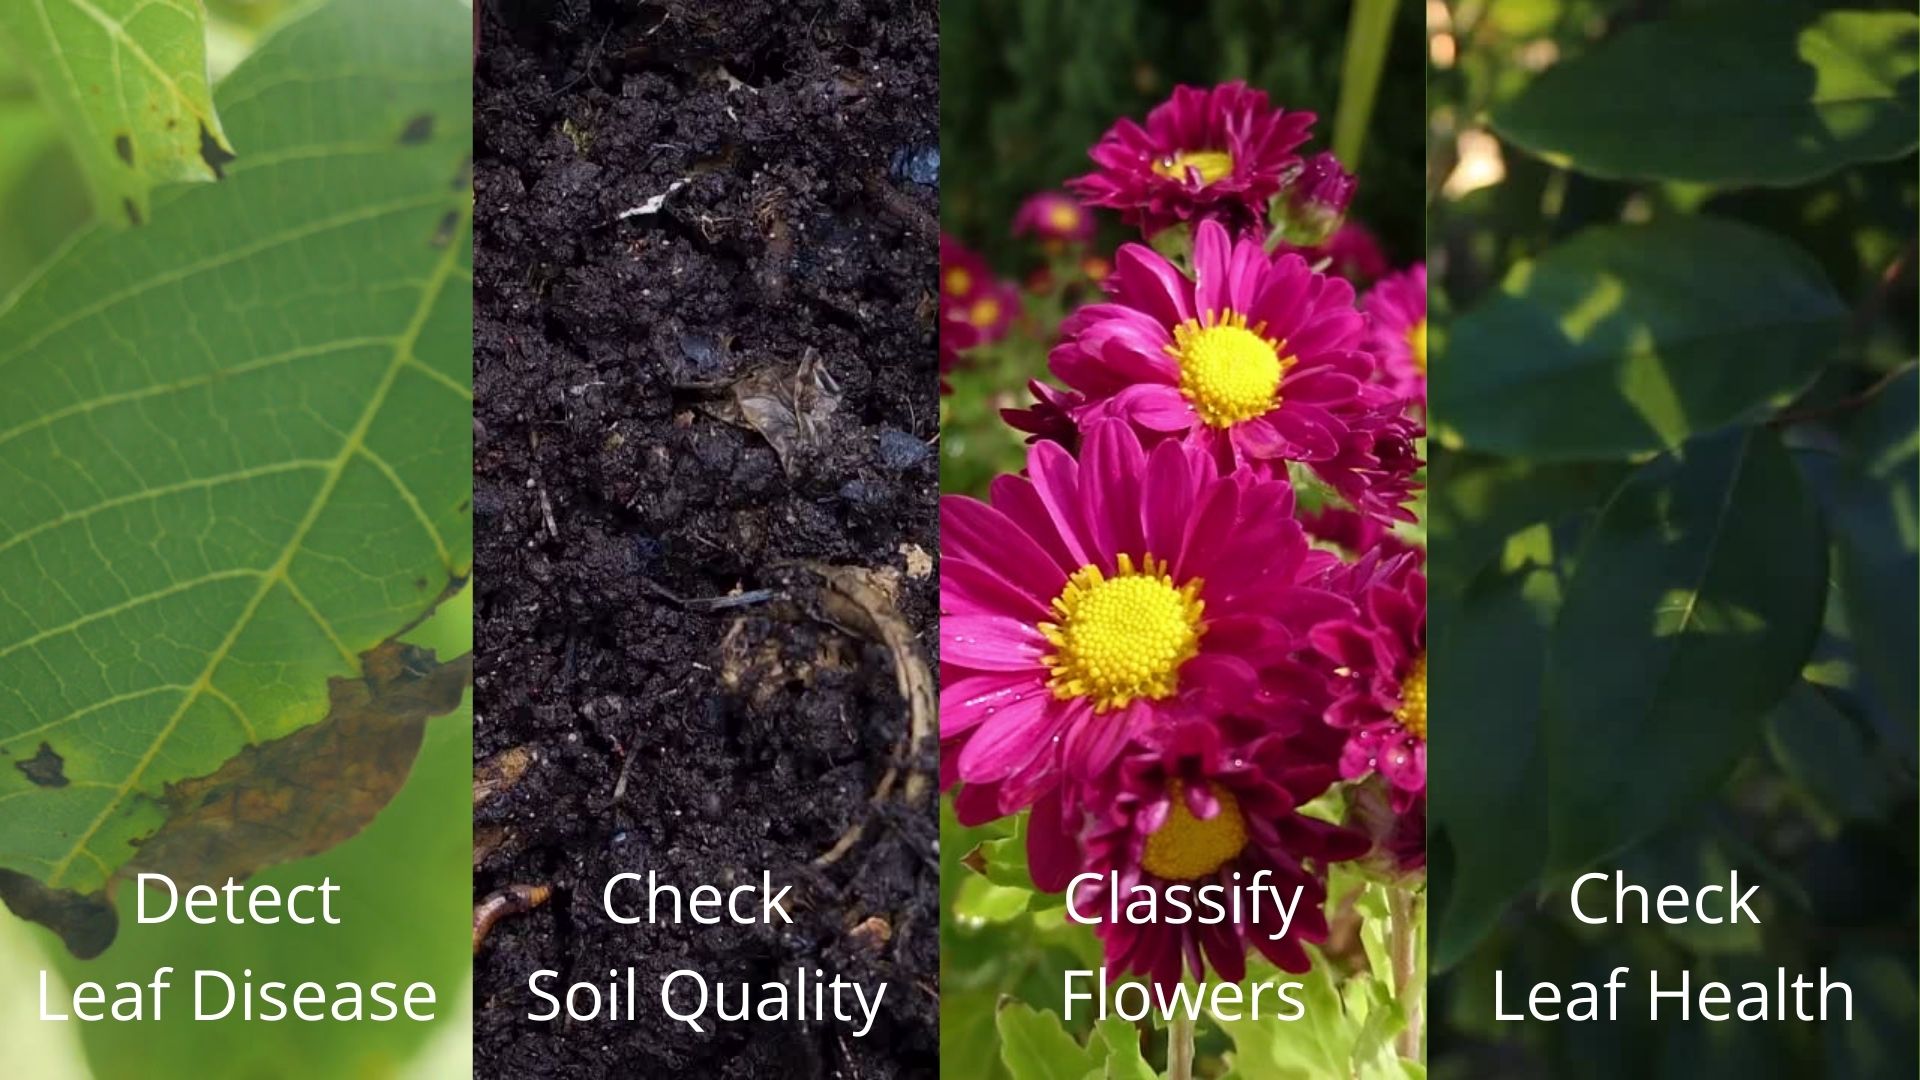 Detect
Leaf Disease
Check
Soil Quality
Classify
Flowers
Check
Leaf Health